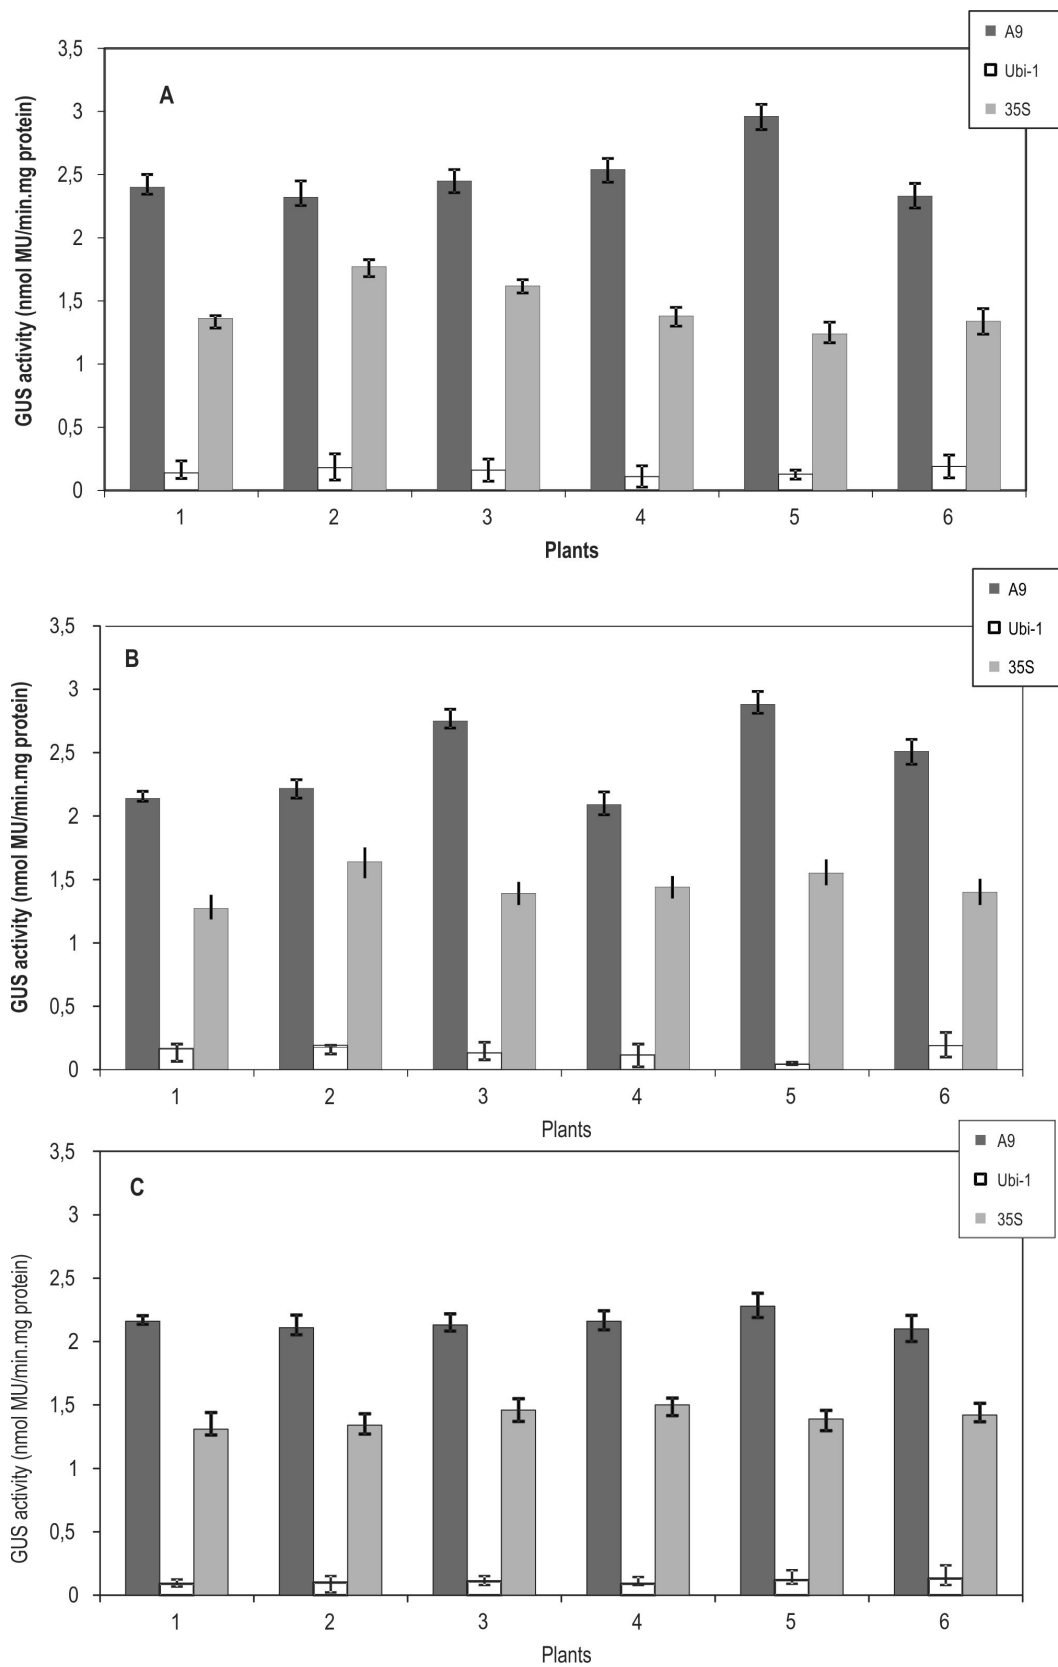 A9
Ubi-1
35S
A
3,5
3
2,5
2
1,5
1
0,5
0
GUS activity (nmol MU/min.mg protein)
1 2 3 4 5 6
Plants
A9
Ubi-1
35S
B
3,5
3
2,5
2
1,5
1
0,5
0
GUS activity (nmol MU/min.mg protein)
1 2 3 4 5 6
Plants
A9
Ubi-1
35S
C
3,5
3
2,5
2
1,5
1
0,5
0
GUS activity (nmol MU/min.mg protein)
1 2 3 4 5 6
Plants